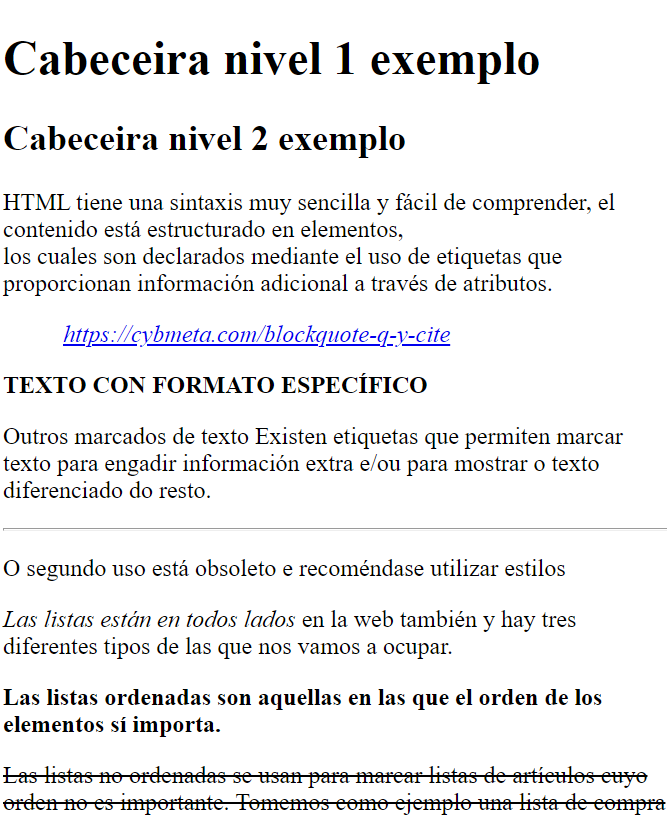 Cabeceira nivel 1 exemplo
Cabeceira nivel 2 exemplo
HTML tiene una sintaxis muy sencilla y fácil de comprender, el
contenido está estructurado en elementos,
los cuales son declarados mediante el uso de etiquetas que
proporcionan información adicional a través de atributos.
https://cybmeta.com/blockquote-q-y-cite
TEXTO CON FORMATO ESPECÍFICO
Outros marcados de texto Existen etiquetas que permiten marcar
texto para engadir información extra e/ou para mostrar o texto
diferenciado do resto.
O segundo uso está obsoleto e recoméndase utilizar estilos
Las listas están en todos lados en la web también y hay tres
diferentes tipos de las que nos vamos a ocupar.
Las listas ordenadas son aquellas en las que el orden de los
elementos sí importa.
Las listas no ordenadas se usan para marcar listas de artículos cuyo
orden no es importante. Tomemos como ejemplo una lista de compra